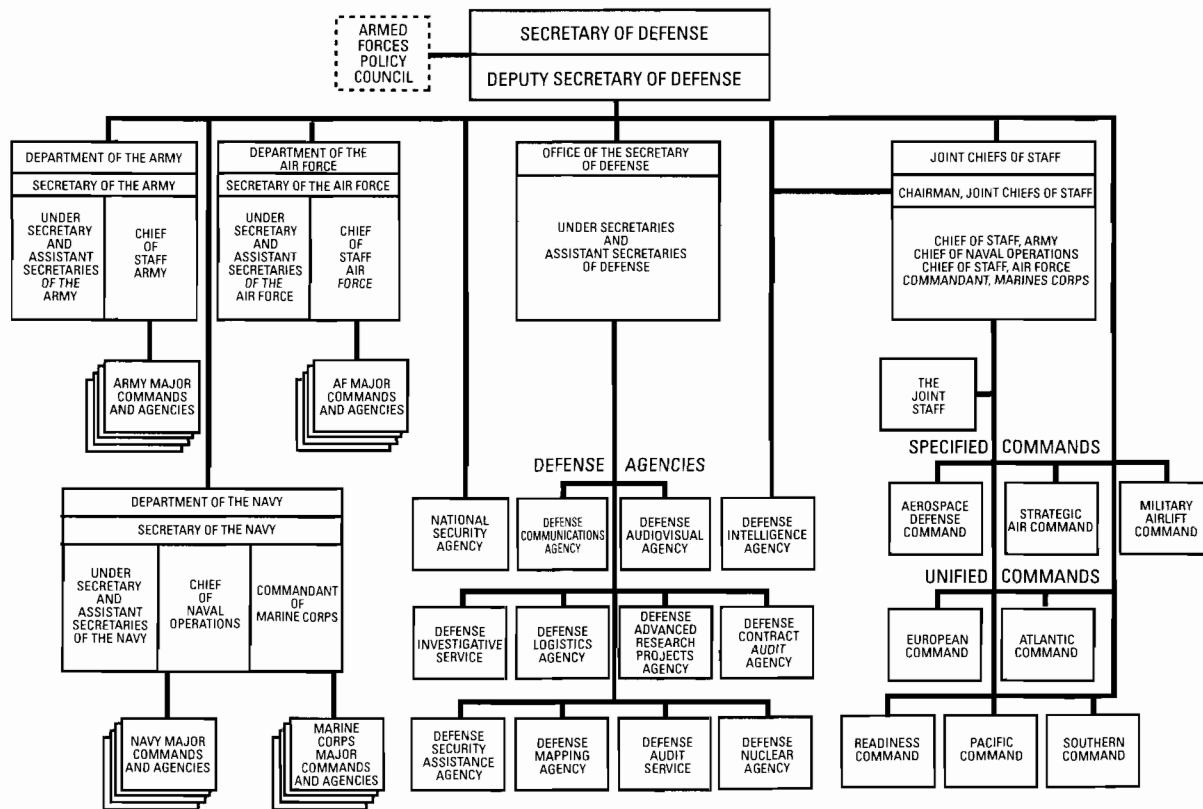 ARMED
FORCES
POLICY
COUNCIL
SECRETARY OF DEFENSE
DEPUTY SECRETARY OF DEFENSE
DEPARTMENT OF THE ARMY
SECRETARY OF THE ARMY
UNDER
SECRETARY
AND
ASSISTANT
SECRETARIES
OF THE
ARMY
CHIEF
OF
STAFF
ARMY
DEPARTMENT OF THE
AIR FORCE
SECRETARY OF THE AIR FORCE
UNDER
SECRETARY
AND
ASSISTANT
SECRETARIES
OF THE
AIR FORCE
CHIEF
OF
STAFF
AIR
FORCE
OFFICE OF THE SECRETARY
OF DEFENSE
UNDER SECRETARIES
AND
ASSISTANT SECRETARIES
OF DEFENSE
JOINT CHIEFS OF STAFF
CHAIRMAN, JOINT CHIEFS OF STAFF
CHIEF OF STAFF, ARMY
CHIEF OF NAVAL OPERATIONS
CHIEF OF STAFF, AIR FORCE
COMMANDANT, MARINES CORPS
ARMY MAJOR
COMMANDS
AND AGENCIES
AF MAJOR
COMMANDS
AND AGENCIES
THE
JOINT
STAFF
DEPARTMENT OF THE NAVY
SECRETARY OF THE NAVY
UNDER
SECRETARY
AND
ASSISTANT
SECRETARIES
OF THE NAVY
CHIEF
OF
NAVAL
OPERATIONS
COMMANDANT
OF
MARINE CORPS
NAVY MAJOR
COMMANDS
AND AGENCIES
MARINE
CORPS
MAJOR
COMMANDS
AND AGENCIES
DEFENSE AGENCIES
NATIONAL
SECURITY
AGENCY
DEFENSE
COMMUNICATIONS
AGENCY
DEFENSE
AUDIOVISUAL
AGENCY
DEFENSE
INTELLIGENCE
AGENCY
DEFENSE
INVESTIGATIVE
SERVICE
DEFENSE
LOGISTICS
AGENCY
DEFENSE
ADVANCED
RESEARCH
PROJECTS
AGENCY
DEFENSE
CONTRACT
AUDIT
AGENCY
DEFENSE
SECURITY
ASSISTANCE
AGENCY
DEFENSE
MAPPING
AGENCY
DEFENSE
AUDIT
SERVICE
DEFENSE
NUCLEAR
AGENCY
SPECIFIED COMMANDS
AEROSPACE
DEFENSE
COMMAND
STRATEGIC
AIR COMMAND
MILITARY
AIRLIFT
COMMAND
UNIFIED COMMANDS
EUROPEAN
COMMAND
ATLANTIC
COMMAND
READINESS
COMMAND
PACIFIC
COMMAND
SOUTHERN
COMMAND